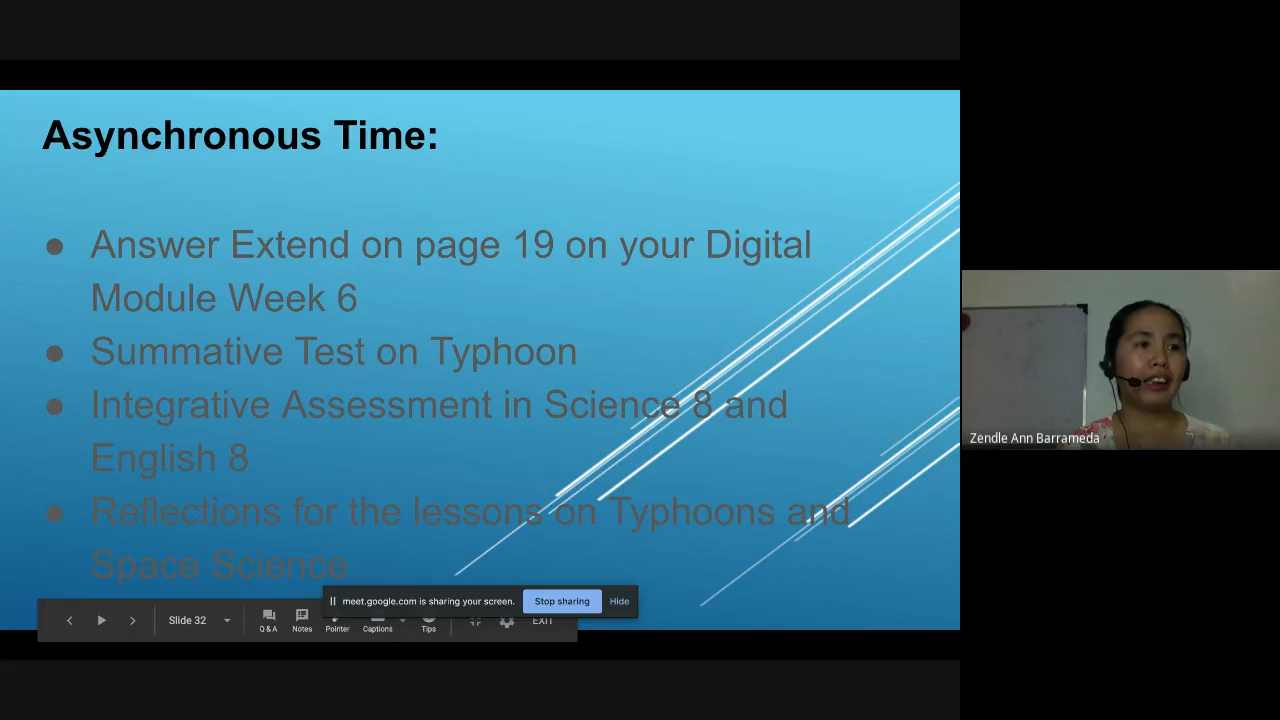 Asynchronous Time:
● Answer Extend on page 19 on your Digital
Module Week 6
● Summative Test on Typhoon
● Integrative Assessment in Science 8 and
English 8
● Reflections for the lessons on Typhoons and
Space Science
meet.google.com is sharing your screen. Stop sharing Hide
Slide 32 Q & A Notes Pointer Captions Tips EXIT
Zendle Ann Barrameda